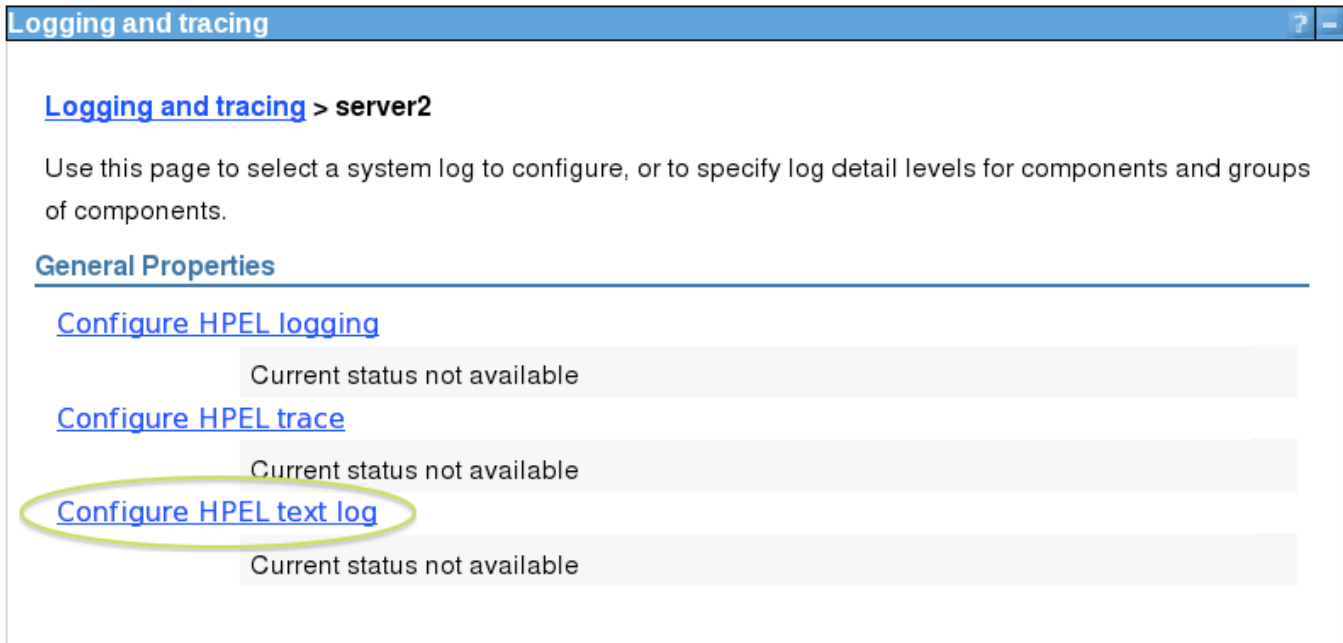 Logging and tracing ? –
Logging and tracing > server2
Use this page to select a system log to configure, or to specify log detail levels for components and groups
of components.
General Properties
Configure HPEL logging
Current status not available
Configure HPEL trace
Current status not available
Configure HPEL text log
Current status not available